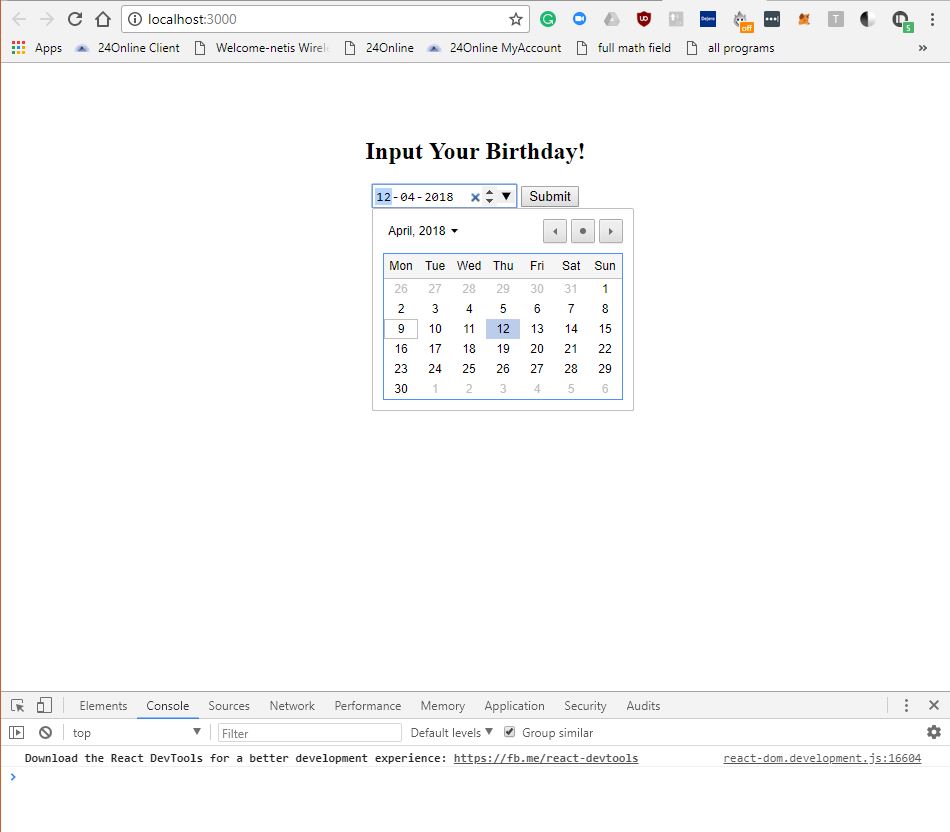 localhost:3000
Apps 24Online Client Welcome-netis Wirele 24Online 24Online MyAccount full math field all programs »
Input Your Birthday!
12-04-2018 Submit
April, 2018
Mon Tue Wed Thu Fri Sat Sun
26 27 28 29 30 31 1
2 3 4 5 6 7 8
9 10 11 12 13 14 15
16 17 18 19 20 21 22
23 24 25 26 27 28 29
30 1 2 3 4 5 6
Elements Console Sources Network Performance Memory Application Security Audits
top Filter Default levels Group similar
Download the React DevTools for a better development experience: https://fb.me/react-devtools react-dom.development.js:16604